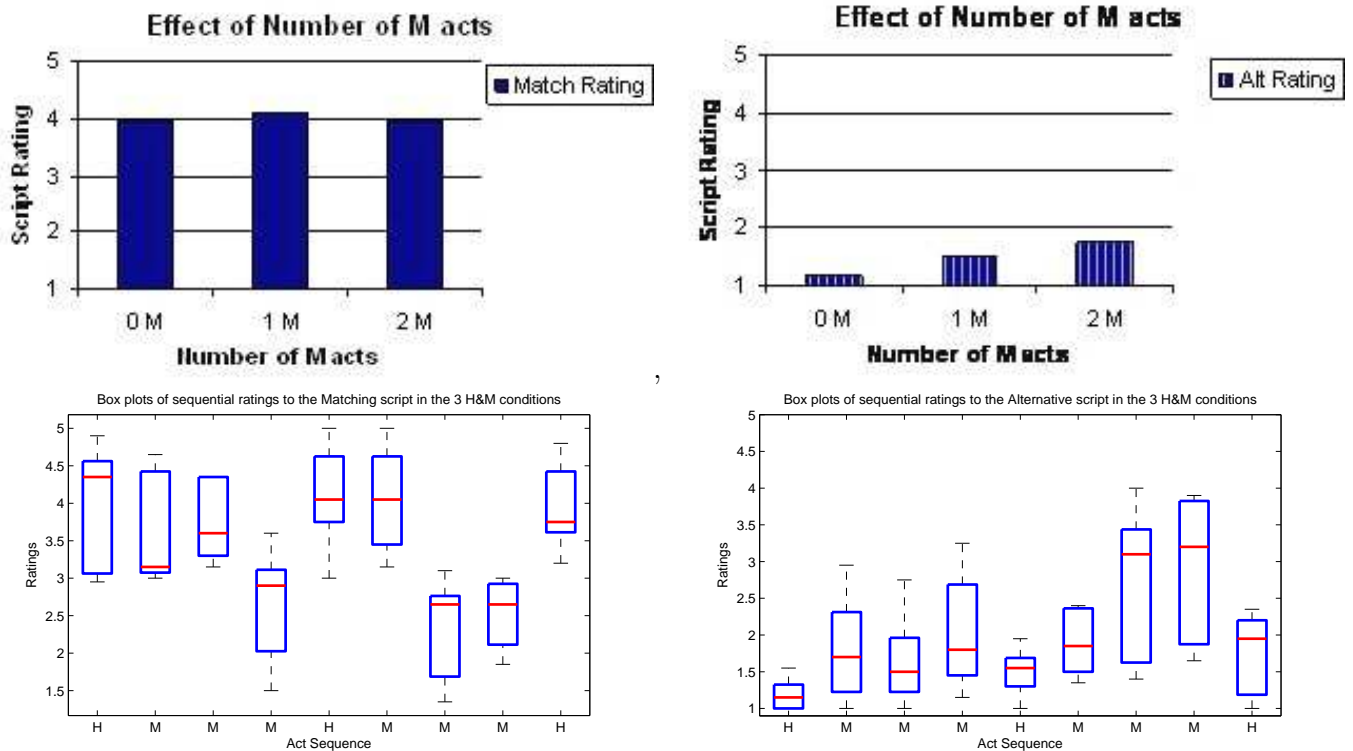 Effect of Number of M acts
5
4
3
2
1
Script Rating
Match Rating
0 M 1 M 2 M
Number of M acts
Effect of Number of M acts
5
4
3
2
1
Script Rating
Alt Rating
0 M 1 M 2 M
Number of M acts
,
Box plots of sequential ratings to the Matching script in the 3 H&M conditions
5
4.5
4
3.5
3
2.5
2
1.5
Ratings
H M M M H M M M H
Act Sequence
Box plots of sequential ratings to the Alternative script in the 3 H&M conditions
5
4.5
4
3.5
3
2.5
2
1.5
1
Ratings
H M M M H M M M H
Act Sequence